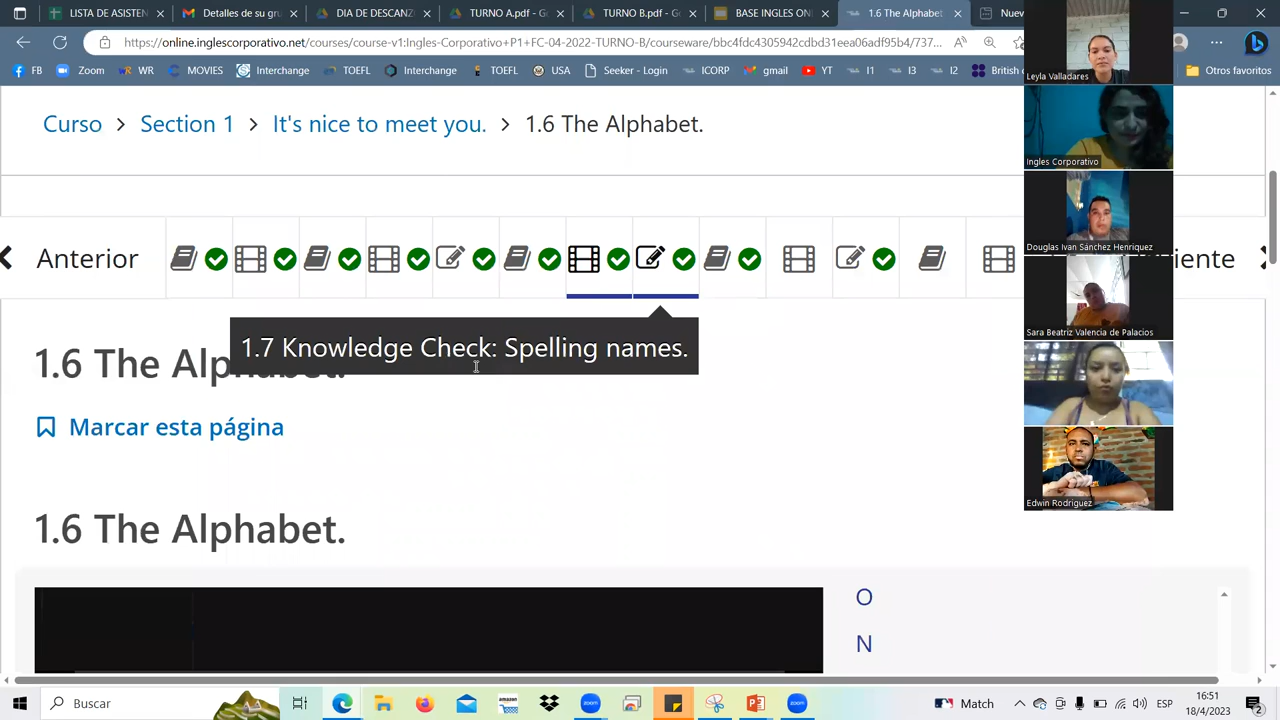 LISTA DE ASISTEN
Detalles de su gru
DIA DE DESCANZ
TURNO A.pdf - G
TURNO B.pdf - Go
BASE INGLES ON
1.6 The Alphabet
Nuev
https://online.inglescorporativo.net/courses/course-v1:Ingles-Corporativo+P1+FC-04-2022-TURNO-B/courseware/bbc4fdc4305942cdbd31eea06adf95b4/737...
FB
Zoom
WR
MOVIES
Interchange
TOEFL
Interchange
TOEFL
USA
Seeker - Login
ICORP
gmail
YT
I1
I3
I2
British
Otros favoritos
Leyla Valladares
Curso > Section 1 > It's nice to meet you. > 1.6 The Alphabet.
Ingles Corporativo
Douglas Ivan Sánchez Henriquez
Anterior
iente
1.7 Knowledge Check: Spelling names.
Sara Beatriz Valencia de Palacios
1.6 The Alphabet.
Marcar esta página
Edwin Rodriguez
1.6 The Alphabet.
O
N
Buscar
Match
ESP
16:51
18/4/2023
2